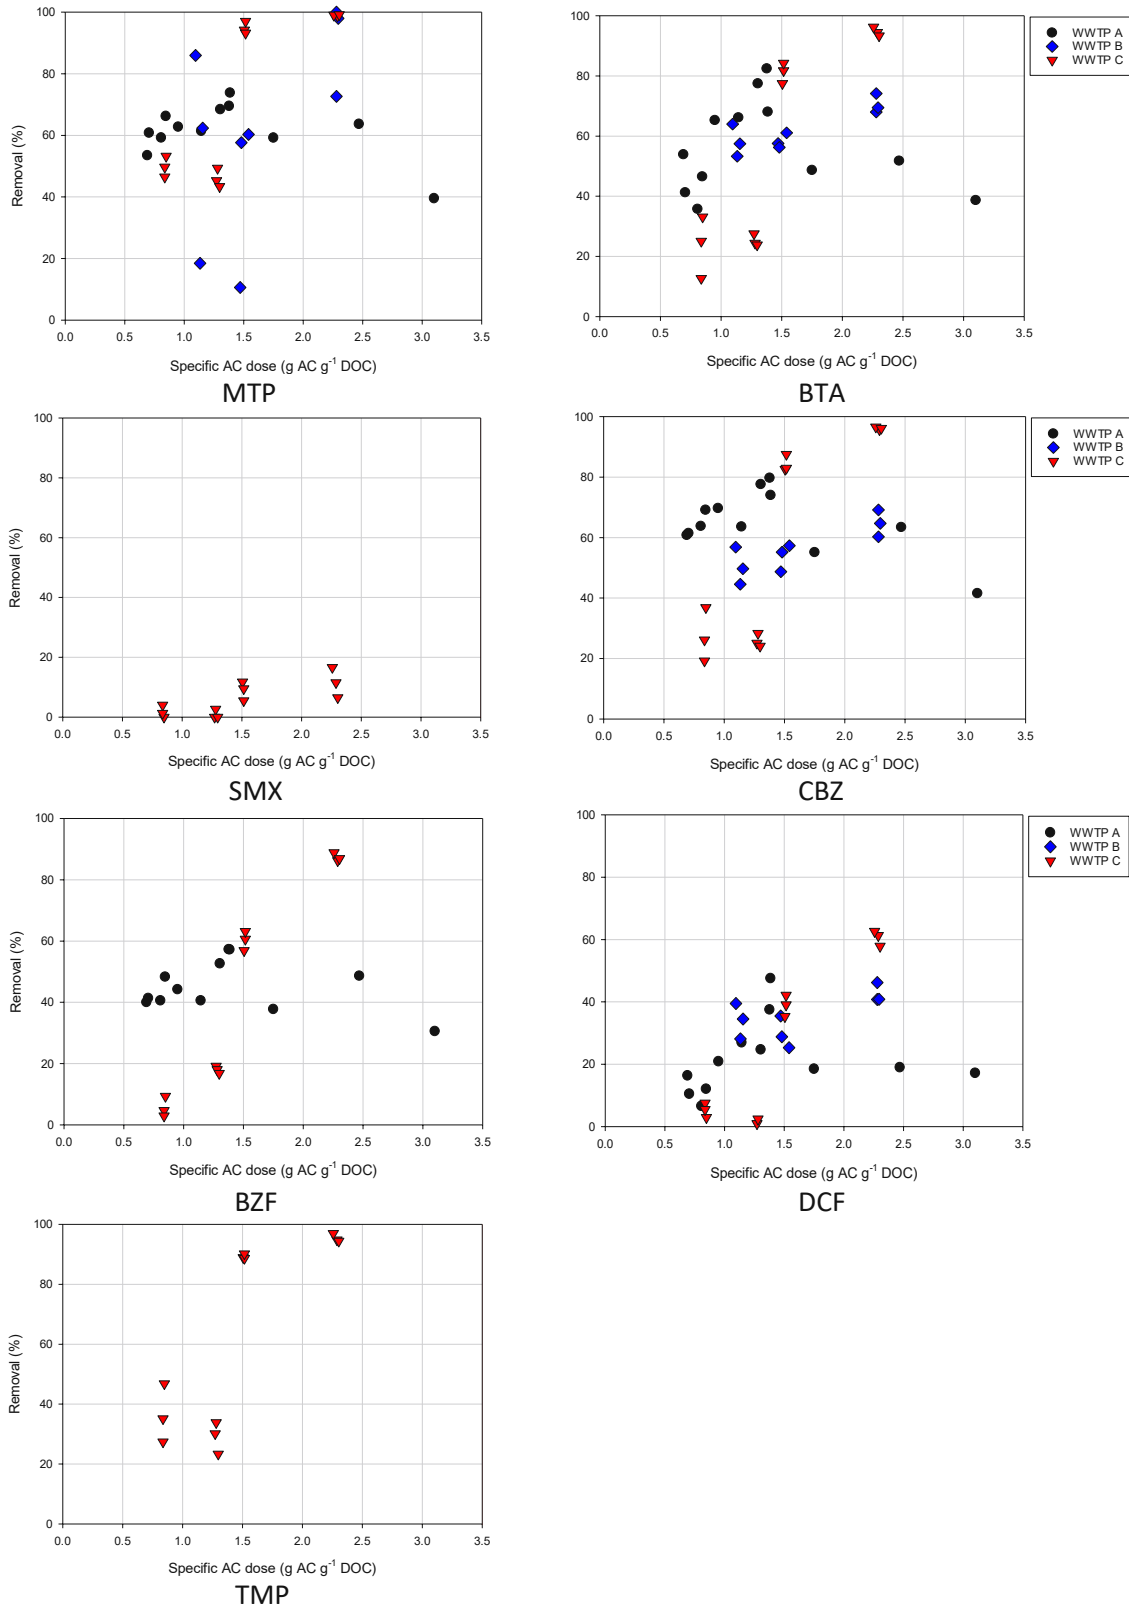 100
80
60
40
20
0
Removal (%)
0.0 0.5 1.0 1.5 2.0 2.5 3.0 3.5
Specific AC dose (g AC g⁻¹ DOC)
MTP
100
80
60
40
20
0
0.0 0.5 1.0 1.5 2.0 2.5 3.0 3.5
Specific AC dose (g AC g⁻¹ DOC)
BTA
WWTP A
WWTP B
WWTP C
100
80
60
40
20
0
Removal (%)
0.0 0.5 1.0 1.5 2.0 2.5 3.0 3.5
Specific AC dose (g AC g⁻¹ DOC)
SMX
100
80
60
40
20
0
0.0 0.5 1.0 1.5 2.0 2.5 3.0 3.5
Specific AC dose (g AC g⁻¹ DOC)
CBZ
WWTP A
WWTP B
WWTP C
100
80
60
40
20
0
Removal (%)
0.0 0.5 1.0 1.5 2.0 2.5 3.0 3.5
Specific AC dose (g AC g⁻¹ DOC)
BZF
100
80
60
40
20
0
0.0 0.5 1.0 1.5 2.0 2.5 3.0 3.5
Specific AC dose (g AC g⁻¹ DOC)
DCF
WWTP A
WWTP B
WWTP C
100
80
60
40
20
0
Removal (%)
0.0 0.5 1.0 1.5 2.0 2.5 3.0 3.5
Specific AC dose (g AC g⁻¹ DOC)
TMP